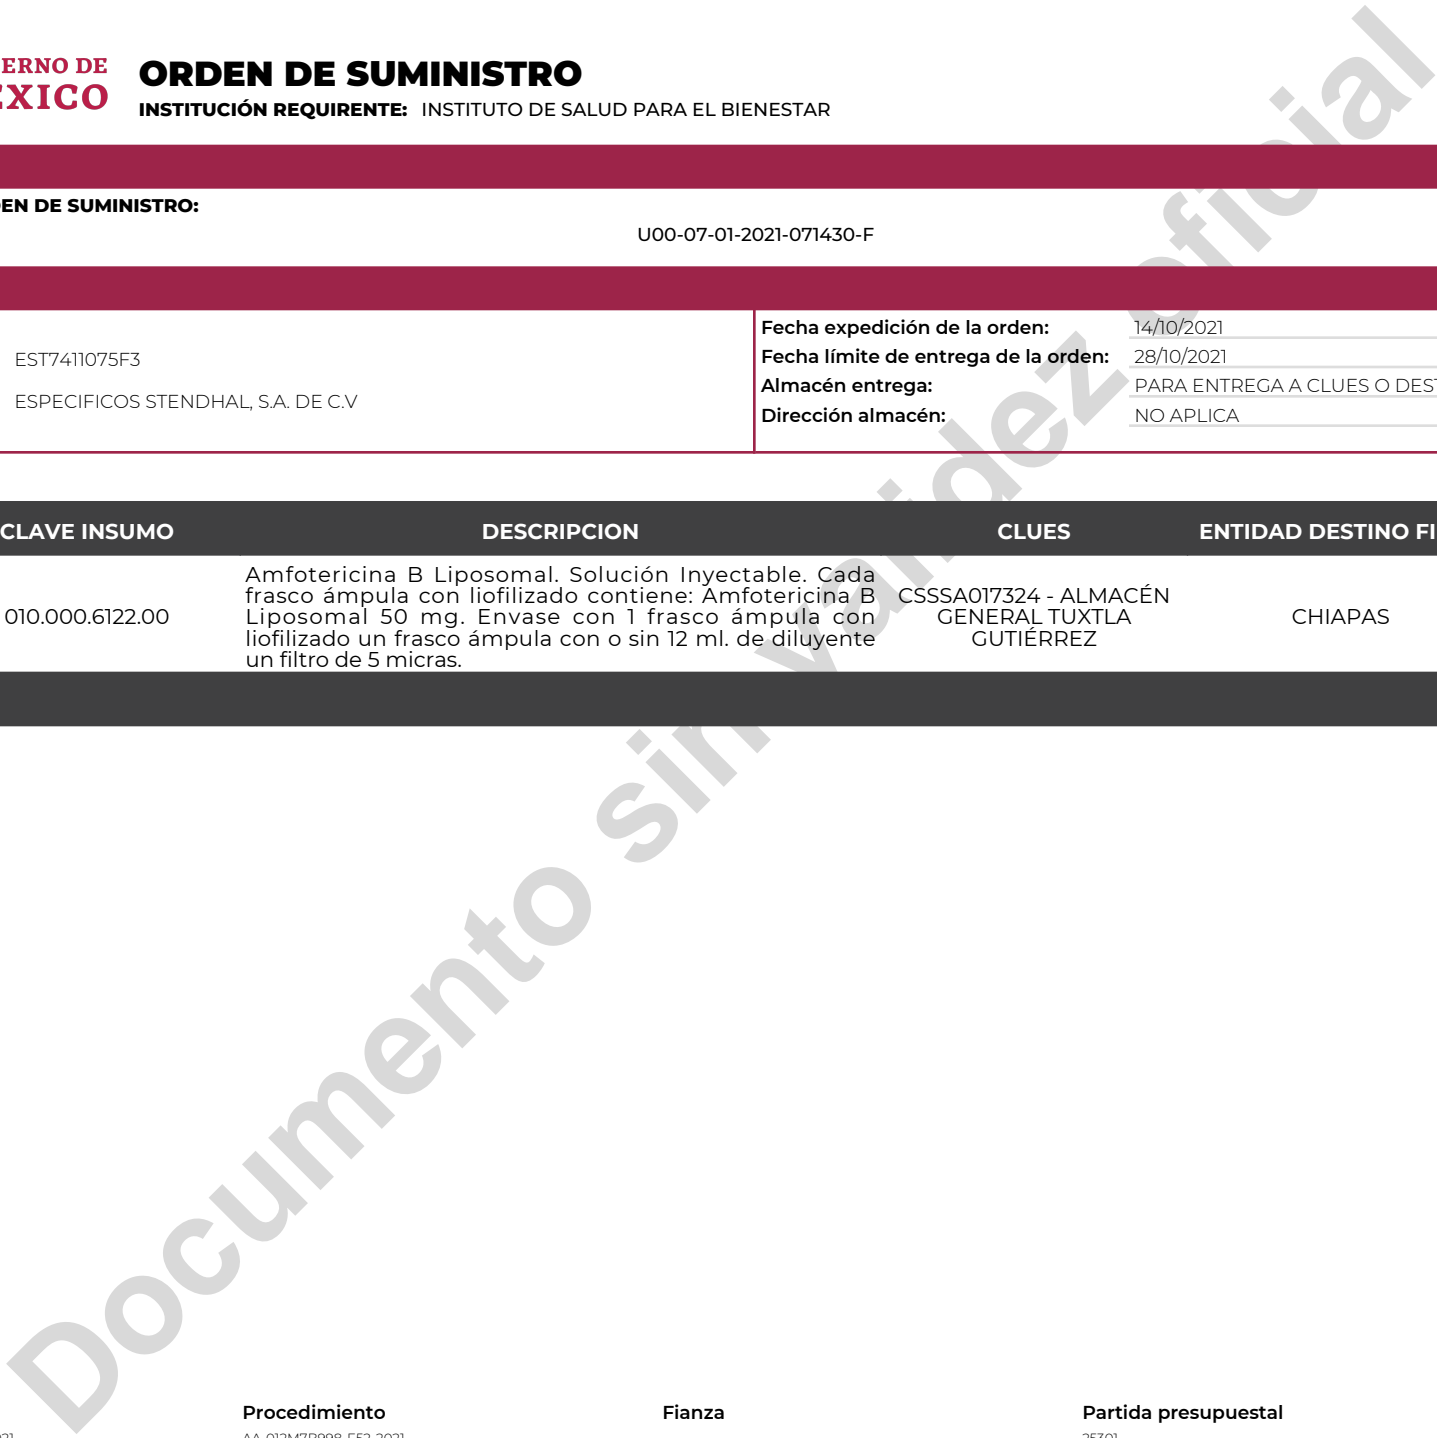 ERNO DE
ORDEN DE SUMINISTRO
INSTITUCIÓN REQUIRENTE: INSTITUTO DE SALUD PARA EL BIENESTAR
EN DE SUMINISTRO:
U00-07-01-2021-071430-F
EST7411075F3
ESPECIFICOS STENDHAL, S.A. DE C.V
Fecha expedición de la orden: 14/10/2021
Fecha límite de entrega de la orden: 28/10/2021
Almacén entrega: PARA ENTREGA A CLUES O DEST
Dirección almacén: NO APLICA
CLAVE INSUMO DESCRIPCION CLUES ENTIDAD DESTINO FI
010.000.6122.00
Amfotericina B Liposomal. Solución Inyectable. Cada
frasco ámpula con liofilizado contiene: Amfotericina B
Liposomal 50 mg. Envase con 1 frasco ámpula con
liofilizado un frasco ámpula con o sin 12 ml. de diluyente
un filtro de 5 micras.
CSSSA017324 - ALMACÉN
GENERAL TUXTLA
GUTIÉRREZ
CHIAPAS
Documento sin validez oficial
Procedimiento Fianza Partida presupuestal